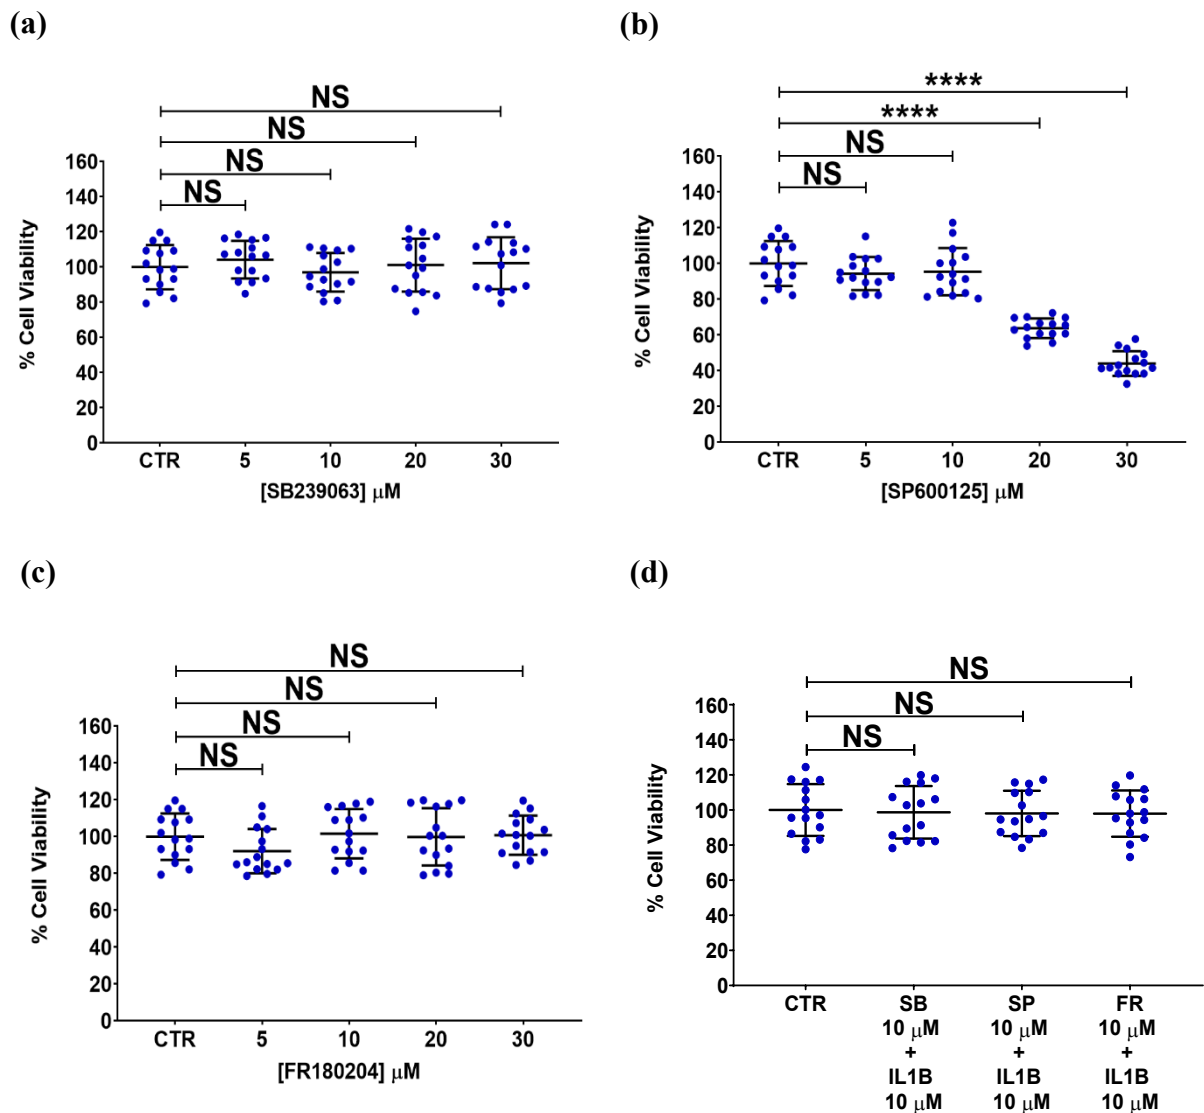 (a)
NS
NS
NS
NS
160
140
120
100
80
60
40
20
0
% Cell Viability
CTR 5 10 20 30
[SB239063] μM
(b)
****
****
NS
NS
160
140
120
100
80
60
40
20
0
% Cell Viability
CTR 5 10 20 30
[SP600125] μM
(c)
NS
NS
NS
NS
160
140
120
100
80
60
40
20
0
% Cell Viability
CTR 5 10 20 30
[FR180204] μM
(d)
NS
NS
NS
160
140
120
100
80
60
40
20
0
% Cell Viability
CTR SB SP FR
10 μM 10 μM 10 μM
+ + +
IL1B IL1B IL1B
10 μM 10 μM 10 μM